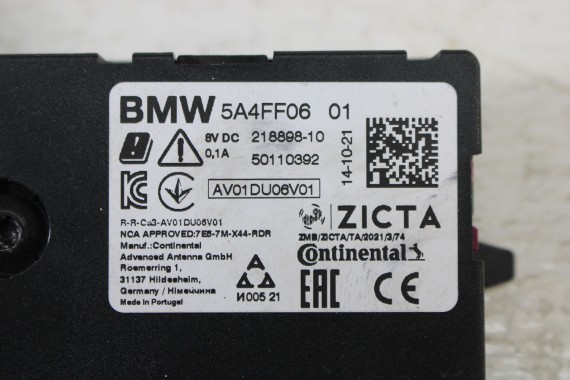 BMW 5A4FF06 01
8V DC 218898-10
0,1A 50110392
14-10-21
AV01DU06V01
R-R-Ca3-AV01DU06V01
NCA APPROVED:7E5-7M-X44-RDR
Manuf.:Continental
Advanced Antenna GmbH
Roemerring 1,
31137 Hildesheim,
Germany / Німеччина
Made in Portugal
И005 21
ZICTA
ZMB/ZICTA/TA/2021/3/74
Continental
EAC CE